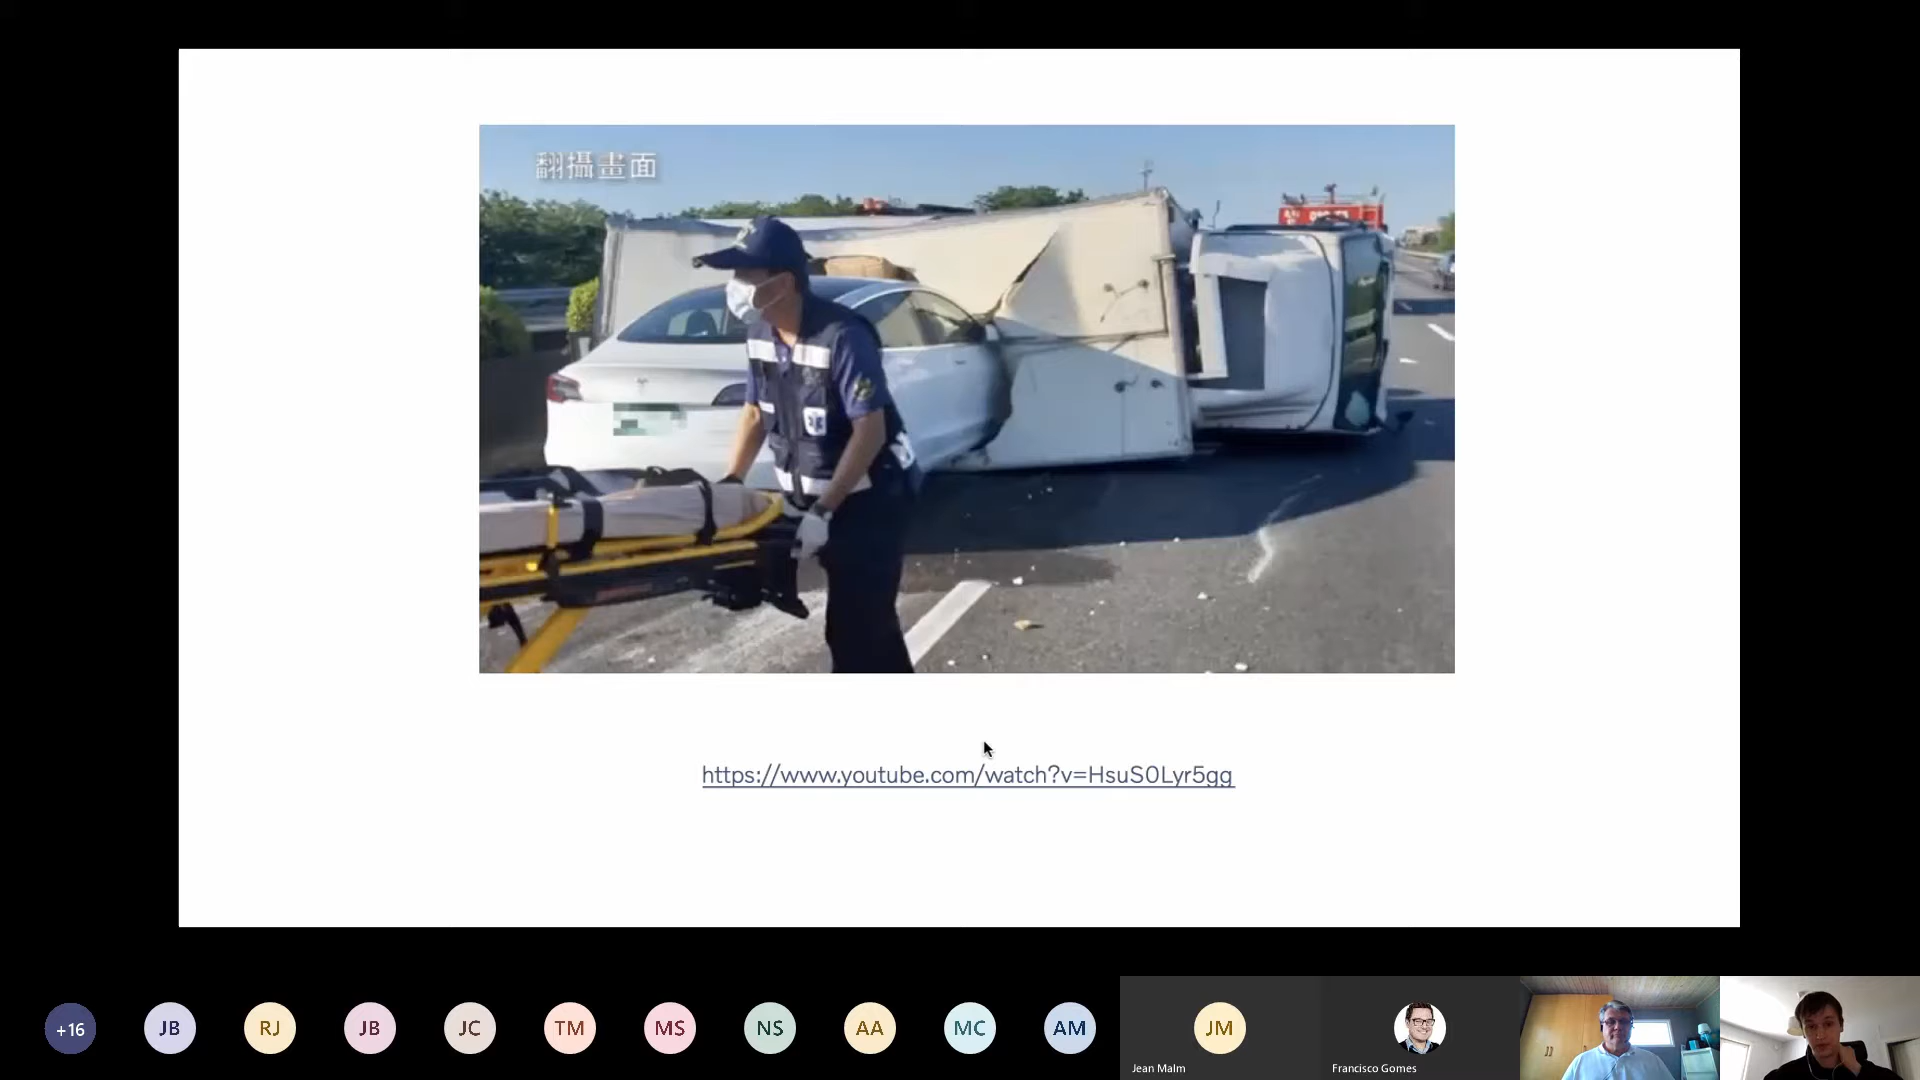 翻攝畫面
https://www.youtube.com/watch?v=HsuS0Lyr5gg
+16
JB
RJ
JB
JC
TM
MS
NS
AA
MC
AM
JM
Jean Malm
Francisco Gomes